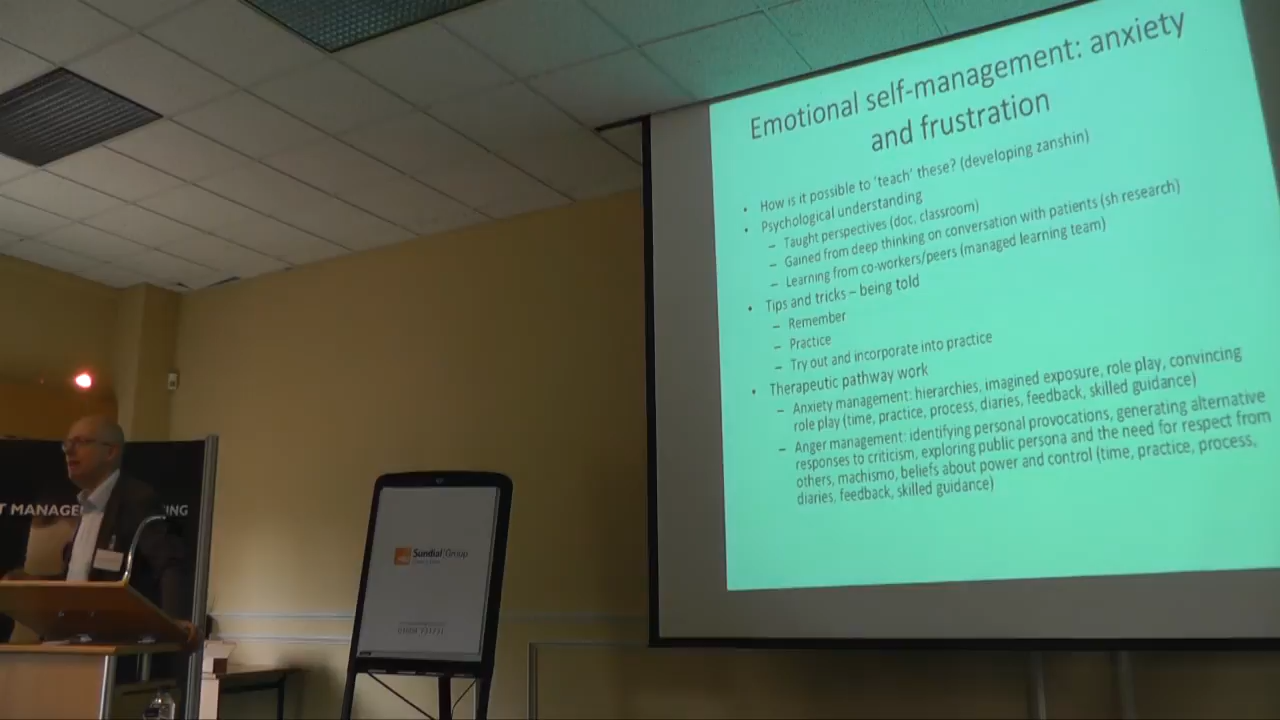 Emotional self-management: anxiety
and frustration
• How is it possible to 'teach' these? (developing zanshin)
• Psychological understanding
– Taught perspectives (doc, classroom)
– Gained from deep thinking on conversation with patients (sh research)
– Learning from co-workers/peers (managed learning team)
• Tips and tricks – being told
– Remember
– Practice
– Try out and incorporate into practice
• Therapeutic pathway work
– Anxiety management: hierarchies, imagined exposure, role play, convincing
role play (time, practice, process, diaries, feedback, skilled guidance)
– Anger management: identifying personal provocations, generating alternative
responses to criticism, exploring public persona and the need for respect from
others, machismo, beliefs about power and control (time, practice, process,
diaries, feedback, skilled guidance)
T MANAGE ING
Sundial Group